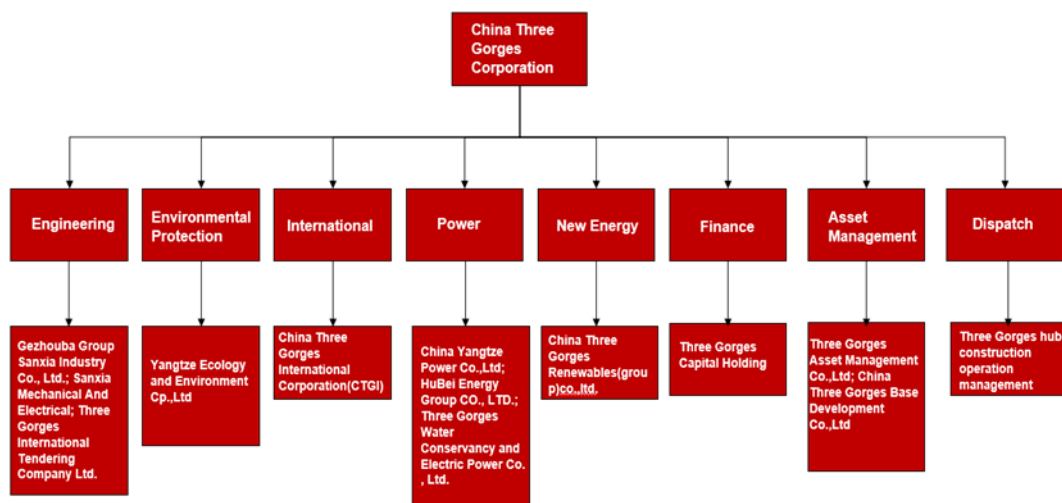 China Three
Gorges
Corporation
Engineering
Environmental
Protection
International
Power
New Energy
Finance
Asset
Management
Dispatch
Gezhouba Group
Sanxia Industry
Co., Ltd.; Sanxia
Mechanical And
Electrical; Three
Gorges
International
Tendering
Company Ltd.
Yangtze Ecology
and Environment
Cp.,Ltd
China Three
Gorges
International
Corporation(CTGI)
China Yangtze
Power Co.,Ltd;
HuBei Energy
Group CO., LTD.;
Three Gorges
Water
Conservancy and
Electric Power Co.
, Ltd.
China Three
Gorges
Renewables(grou
p)co.,ltd.
Three Gorges
Capital Holding
Three Gorges
Asset Management
Co.,Ltd; China
Three Gorges Base
Development
Co.,Ltd
Three Gorges hub
construction
operation
management